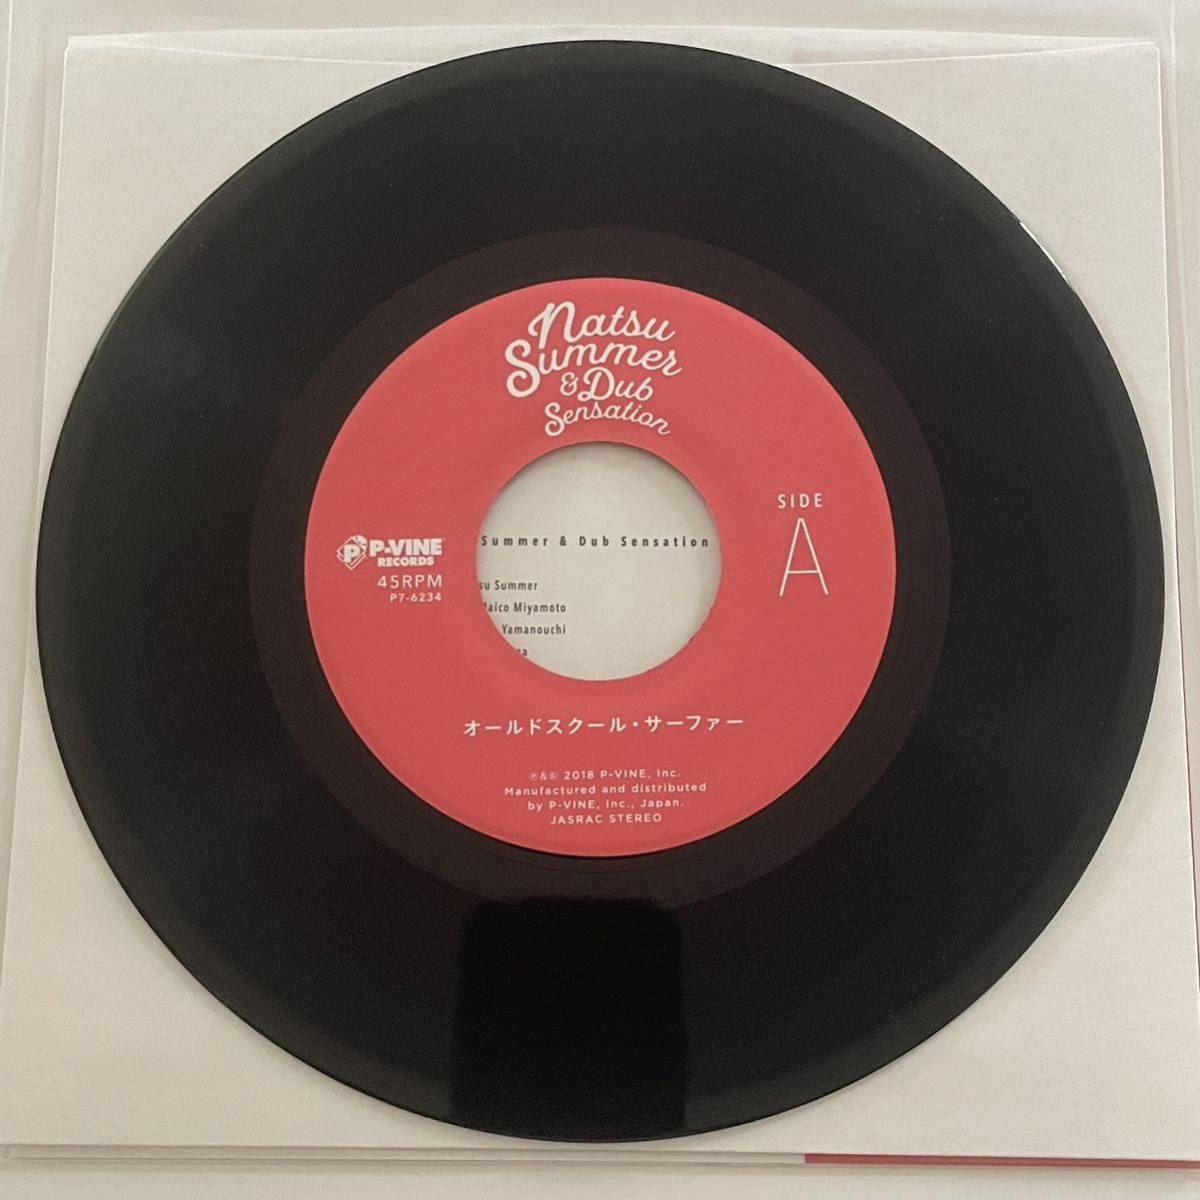 Natsu
Summer
& Dub
Sensation
SIDE
A
P-VINE
RECORDS
45RPM
P7-6234
Summer & Dub Sensation
Summer
Miyamoto
Yamanouchi
オールドスクール・サーファー
℗&© 2018 P-VINE, Inc.
Manufactured and distributed
by P-VINE, Inc., Japan.
JASRAC STEREO